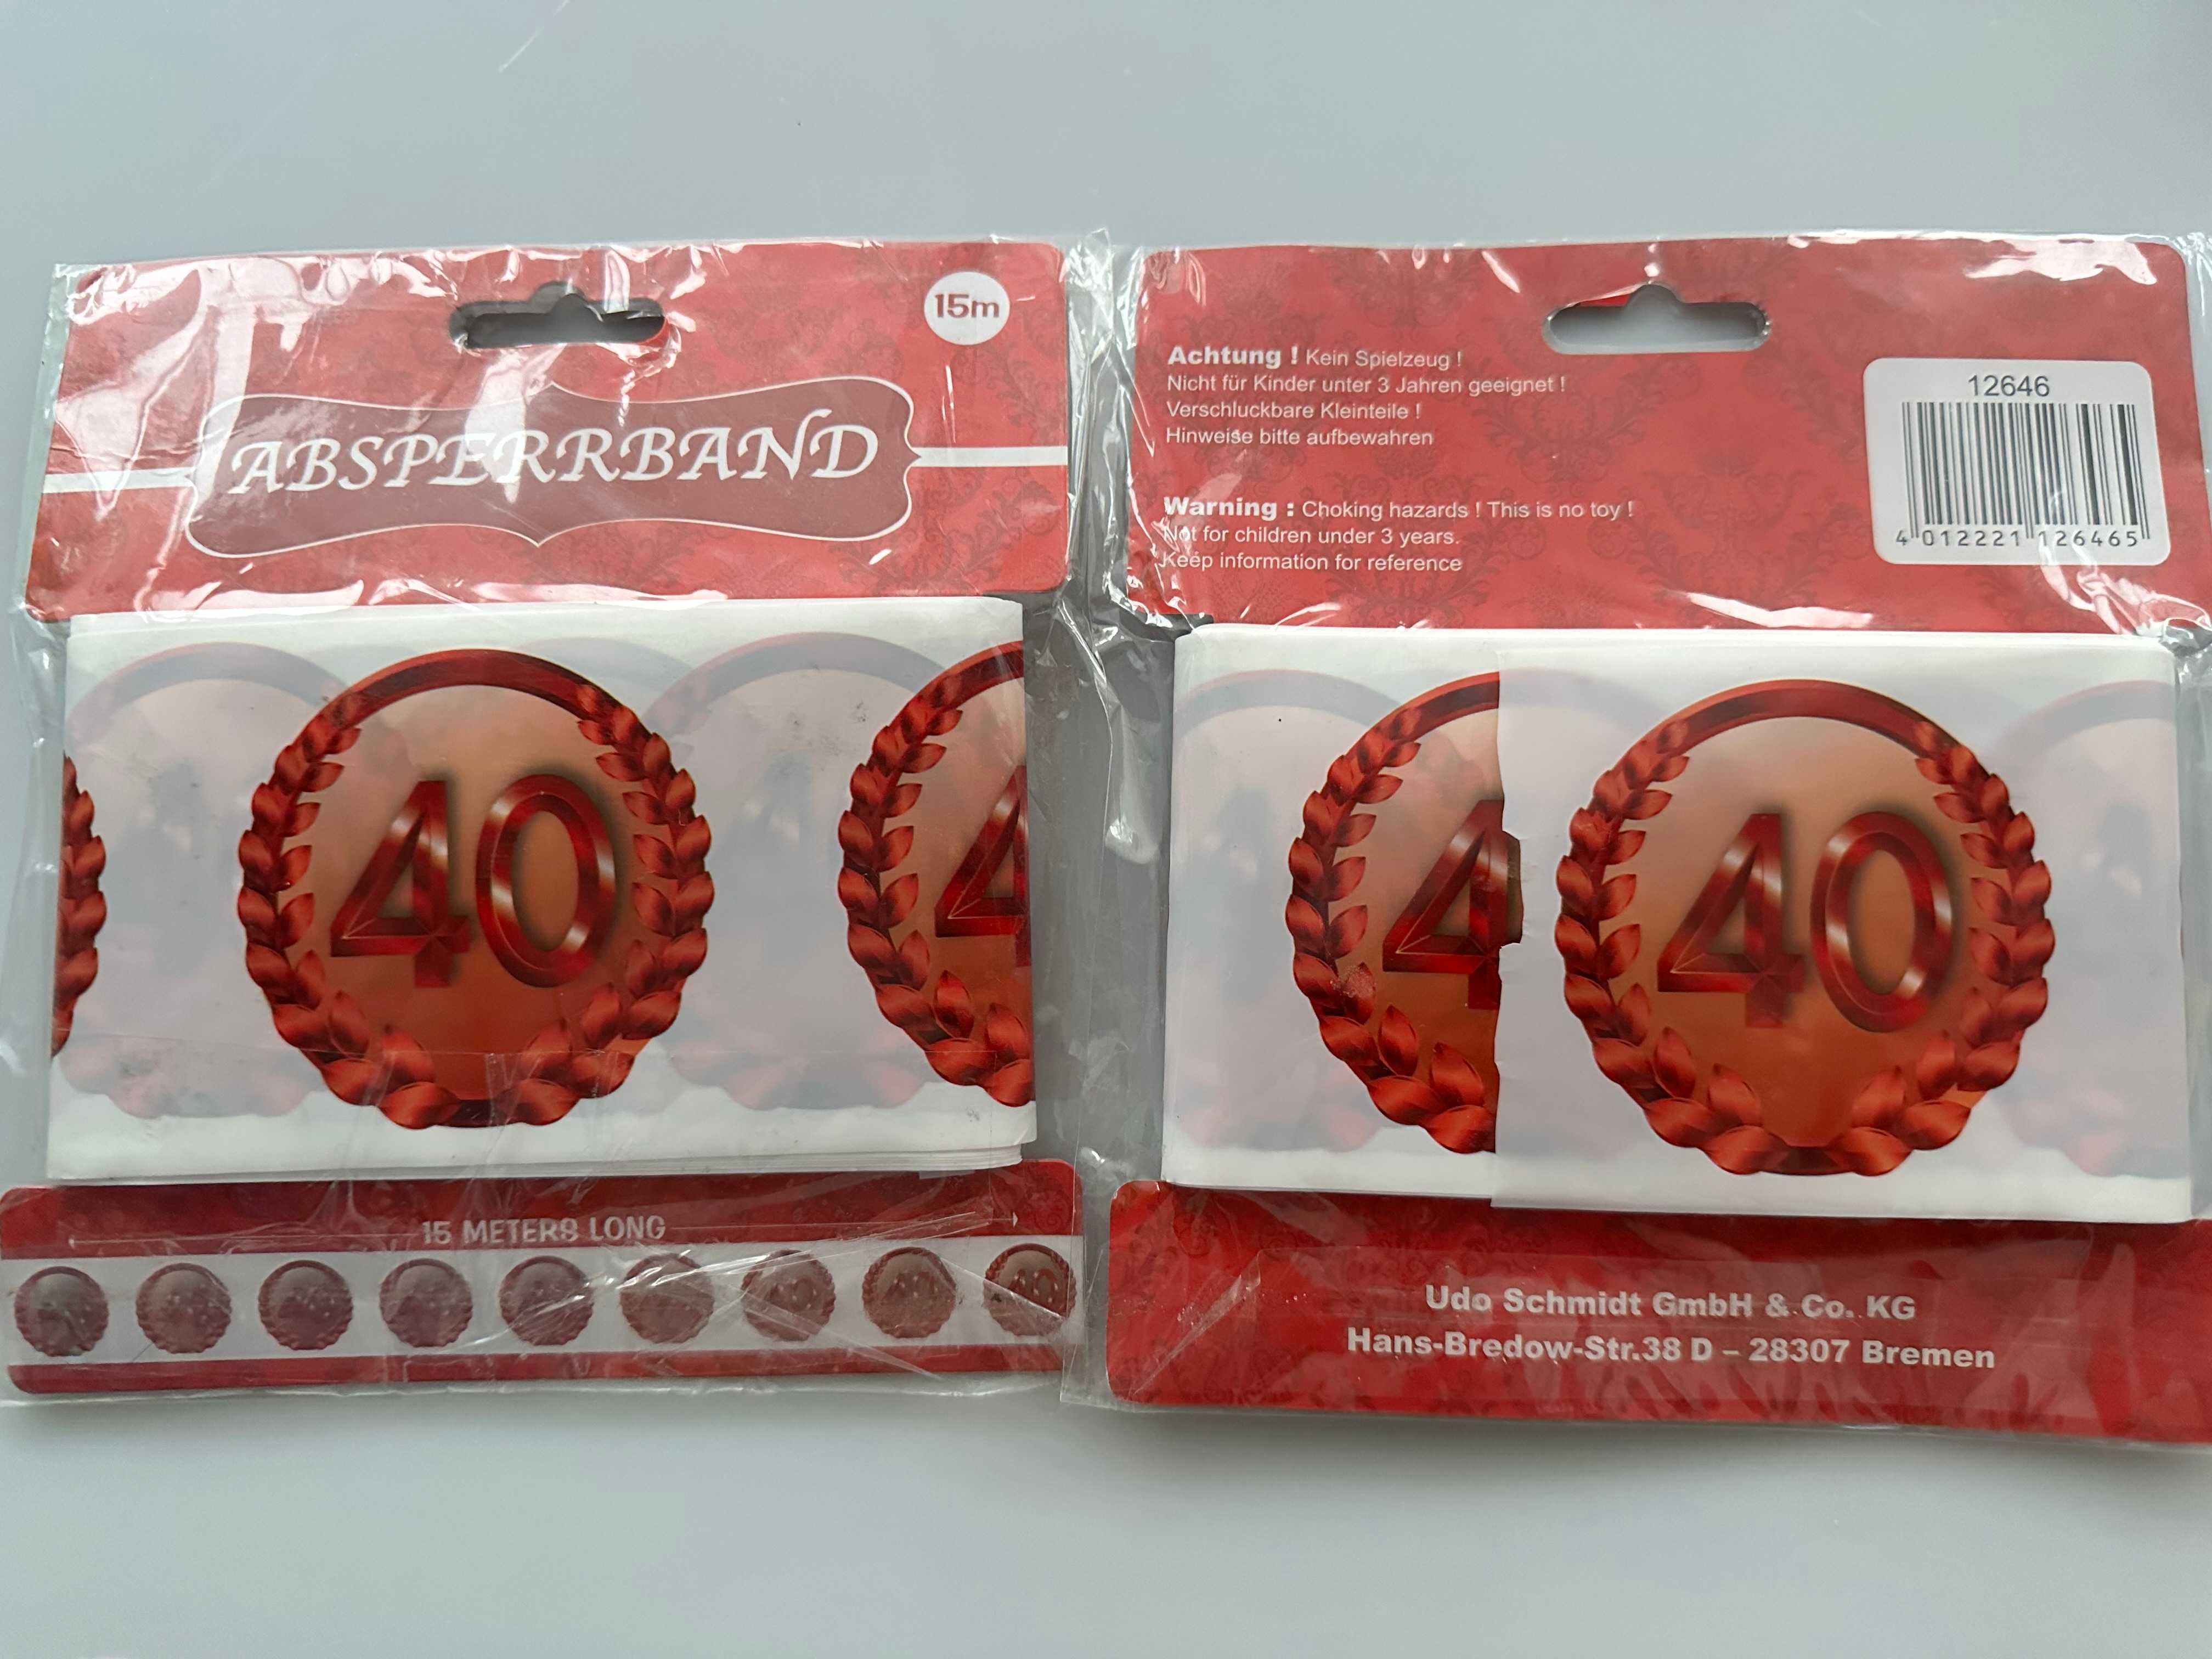 15m
ABSPERRBAND
40
4
15 METERS LONG
Achtung ! Kein Spielzeug !
Nicht für Kinder unter 3 Jahren geeignet !
Verschluckbare Kleinteile !
Hinweise bitte aufbewahren
Warning : Choking hazards ! This is no toy !
Not for children under 3 years.
Keep information for reference
12646
4 012221 126465
4
40
Udo Schmidt GmbH & Co. KG
Hans-Bredow-Str.38 D – 28307 Bremen